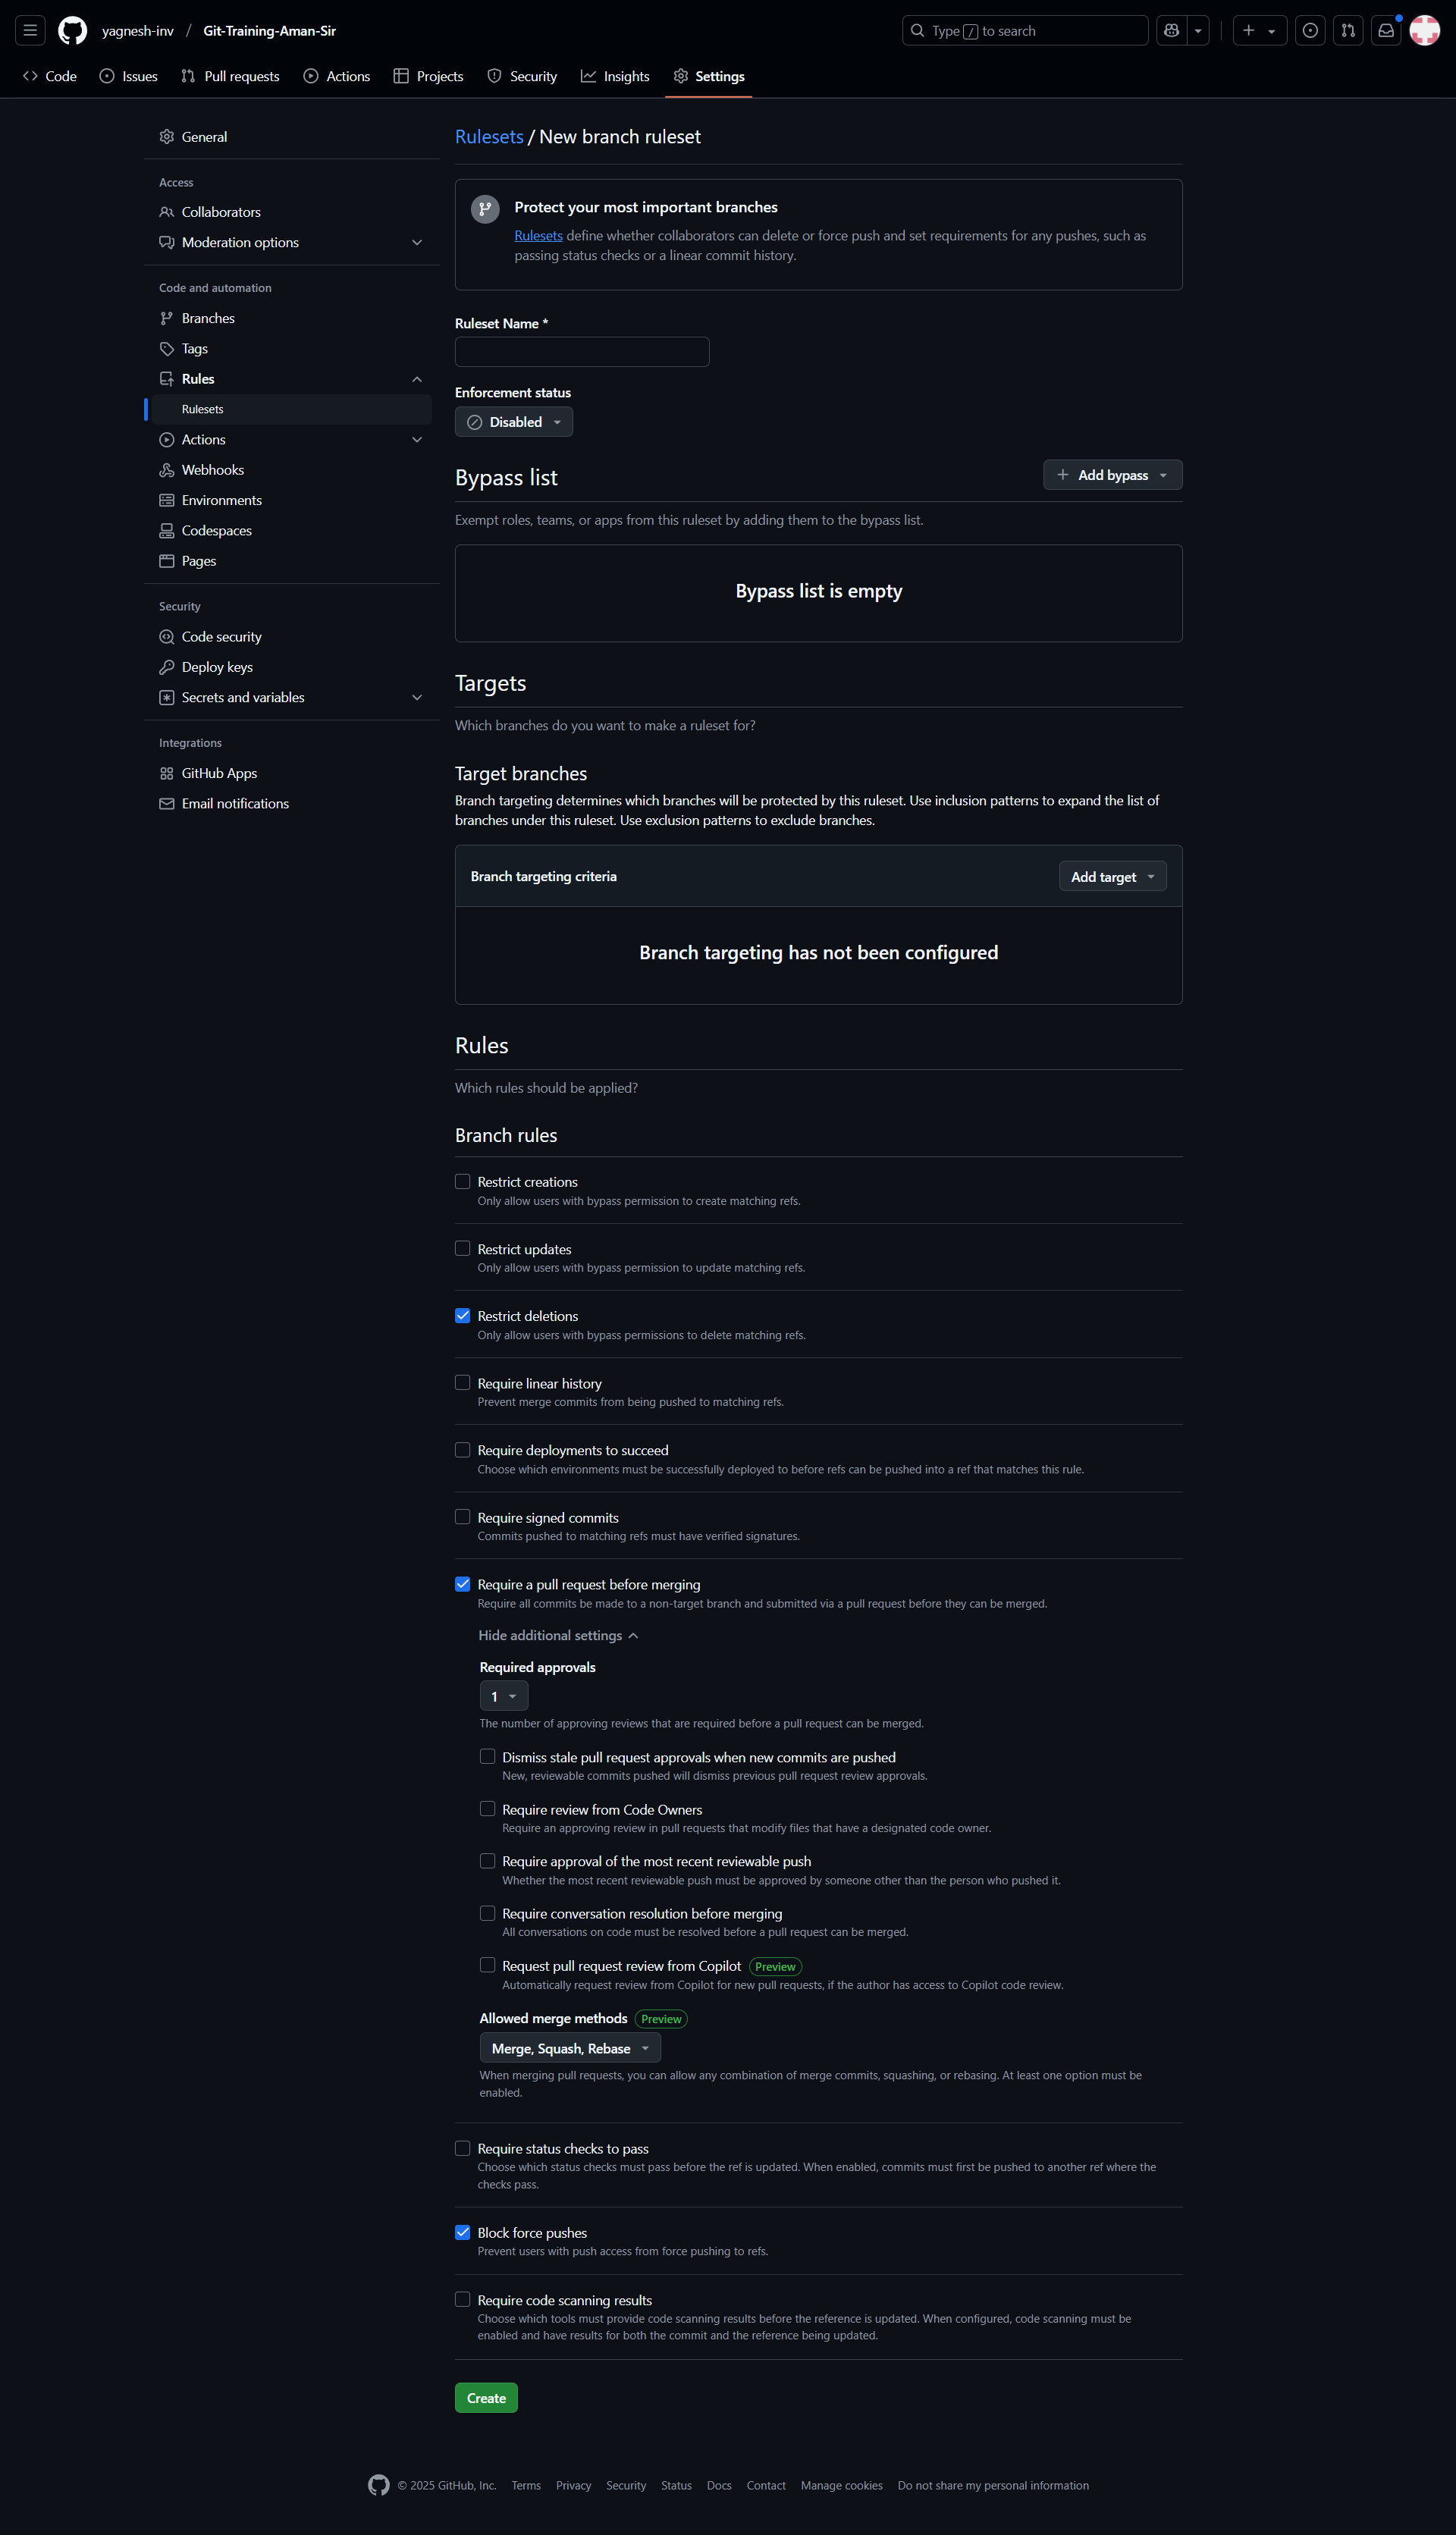 yagnesh-inv / Git-Training-Aman-Sir
Type / to search
Code
Issues
Pull requests
Actions
Projects
Security
Insights
Settings
General
Access
Collaborators
Moderation options
Code and automation
Branches
Tags
Rules
Rulesets
Actions
Webhooks
Environments
Codespaces
Pages
Security
Code security
Deploy keys
Secrets and variables
Integrations
GitHub Apps
Email notifications
Rulesets / New branch ruleset
Protect your most important branches
Rulesets define whether collaborators can delete or force push and set requirements for any pushes, such as
passing status checks or a linear commit history.
Ruleset Name *
Enforcement status
Disabled
Bypass list
Add bypass
Exempt roles, teams, or apps from this ruleset by adding them to the bypass list.
Bypass list is empty
Targets
Which branches do you want to make a ruleset for?
Target branches
Branch targeting determines which branches will be protected by this ruleset. Use inclusion patterns to expand the list of
branches under this ruleset. Use exclusion patterns to exclude branches.
Branch targeting criteria
Add target
Branch targeting has not been configured
Rules
Which rules should be applied?
Branch rules
Restrict creations
Only allow users with bypass permission to create matching refs.
Restrict updates
Only allow users with bypass permission to update matching refs.
Restrict deletions
Only allow users with bypass permissions to delete matching refs.
Require linear history
Prevent merge commits from being pushed to matching refs.
Require deployments to succeed
Choose which environments must be successfully deployed to before refs can be pushed into a ref that matches this rule.
Require signed commits
Commits pushed to matching refs must have verified signatures.
Require a pull request before merging
Require all commits be made to a non-target branch and submitted via a pull request before they can be merged.
Hide additional settings
Required approvals
1
The number of approving reviews that are required before a pull request can be merged.
Dismiss stale pull request approvals when new commits are pushed
New, reviewable commits pushed will dismiss previous pull request review approvals.
Require review from Code Owners
Require an approving review in pull requests that modify files that have a designated code owner.
Require approval of the most recent reviewable push
Whether the most recent reviewable push must be approved by someone other than the person who pushed it.
Require conversation resolution before merging
All conversations on code must be resolved before a pull request can be merged.
Request pull request review from Copilot Preview
Automatically request review from Copilot for new pull requests, if the author has access to Copilot code review.
Allowed merge methods Preview
Merge, Squash, Rebase
When merging pull requests, you can allow any combination of merge commits, squashing, or rebasing. At least one option must be
enabled.
Require status checks to pass
Choose which status checks must pass before the ref is updated. When enabled, commits must first be pushed to another ref where the
checks pass.
Block force pushes
Prevent users with push access from force pushing to refs.
Require code scanning results
Choose which tools must provide code scanning results before the reference is updated. When configured, code scanning must be
enabled and have results for both the commit and the reference being updated.
Create
© 2025 GitHub, Inc. Terms Privacy Security Status Docs Contact Manage cookies Do not share my personal information